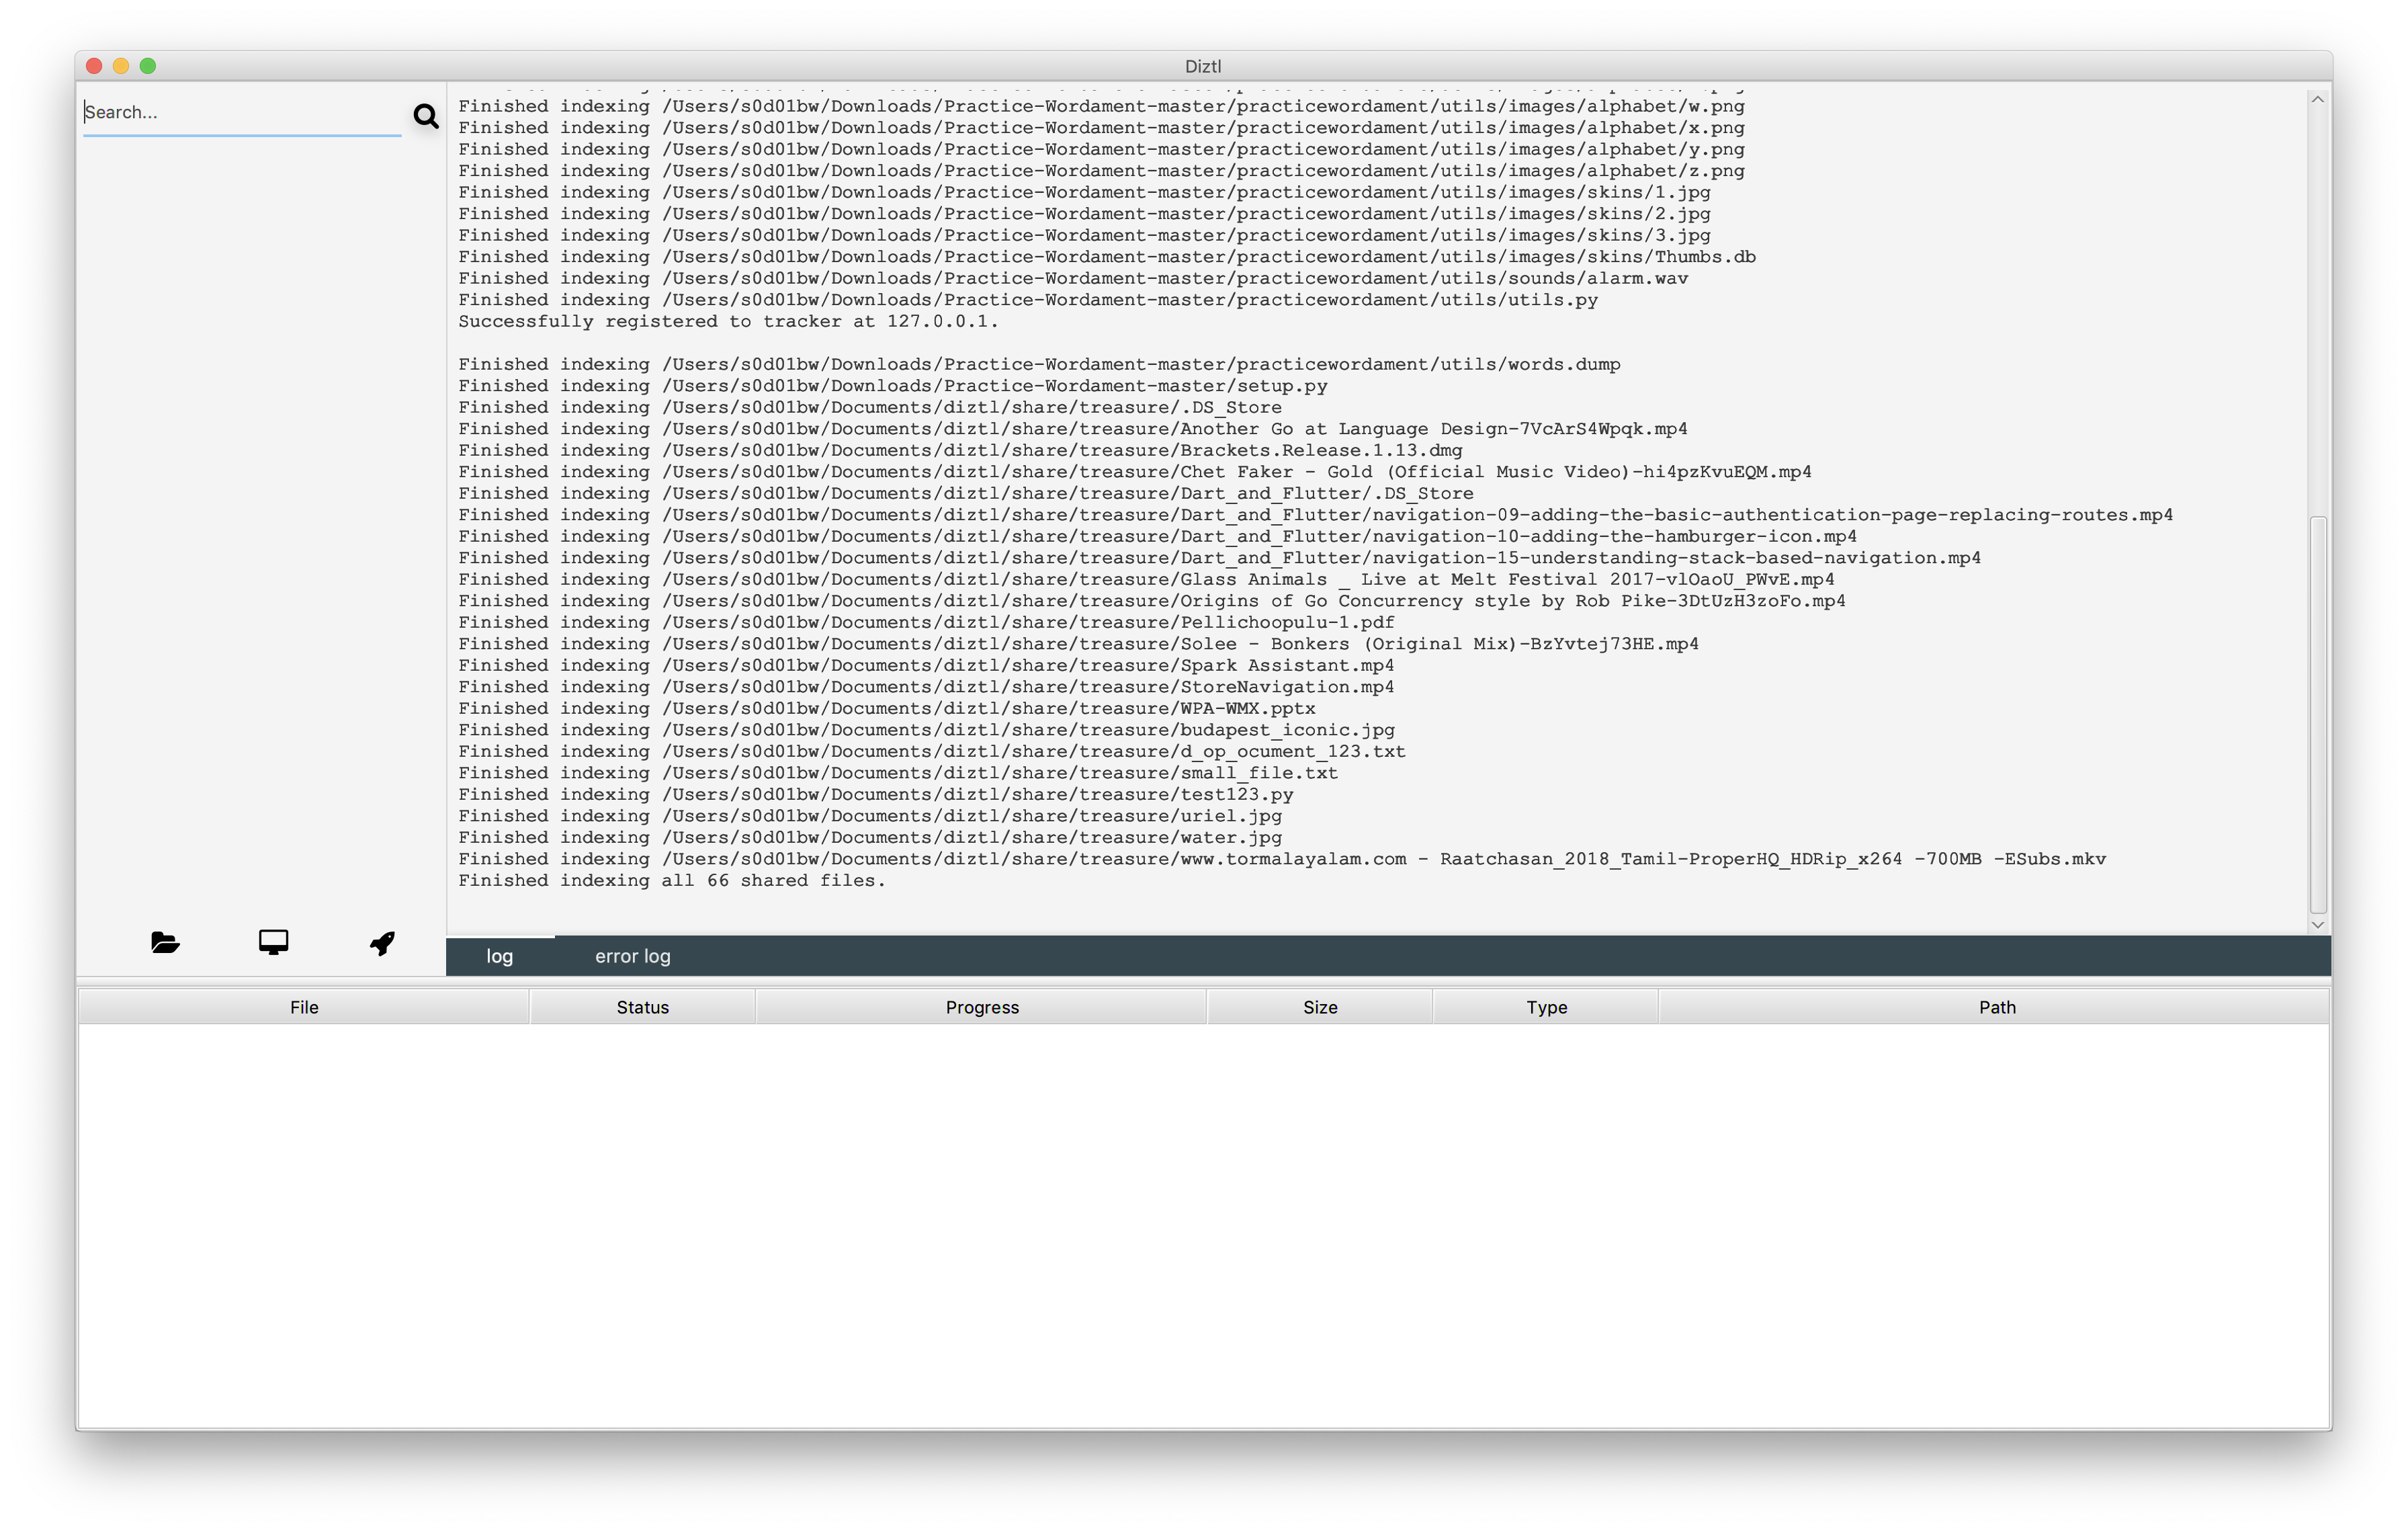 Diztl
Search...
Finished indexing /Users/s0d01bw/Downloads/Practice-Wordament-master/practicewordament/utils/images/alphabet/w.png
Finished indexing /Users/s0d01bw/Downloads/Practice-Wordament-master/practicewordament/utils/images/alphabet/x.png
Finished indexing /Users/s0d01bw/Downloads/Practice-Wordament-master/practicewordament/utils/images/alphabet/y.png
Finished indexing /Users/s0d01bw/Downloads/Practice-Wordament-master/practicewordament/utils/images/alphabet/z.png
Finished indexing /Users/s0d01bw/Downloads/Practice-Wordament-master/practicewordament/utils/images/skins/1.jpg
Finished indexing /Users/s0d01bw/Downloads/Practice-Wordament-master/practicewordament/utils/images/skins/2.jpg
Finished indexing /Users/s0d01bw/Downloads/Practice-Wordament-master/practicewordament/utils/images/skins/3.jpg
Finished indexing /Users/s0d01bw/Downloads/Practice-Wordament-master/practicewordament/utils/images/skins/Thumbs.db
Finished indexing /Users/s0d01bw/Downloads/Practice-Wordament-master/practicewordament/utils/sounds/alarm.wav
Finished indexing /Users/s0d01bw/Downloads/Practice-Wordament-master/practicewordament/utils/utils.py
Successfully registered to tracker at 127.0.0.1.
Finished indexing /Users/s0d01bw/Downloads/Practice-Wordament-master/practicewordament/utils/words.dump
Finished indexing /Users/s0d01bw/Downloads/Practice-Wordament-master/setup.py
Finished indexing /Users/s0d01bw/Documents/diztl/share/treasure/.DS_Store
Finished indexing /Users/s0d01bw/Documents/diztl/share/treasure/Another Go at Language Design-7VcArS4Wpqk.mp4
Finished indexing /Users/s0d01bw/Documents/diztl/share/treasure/Brackets.Release.1.13.dmg
Finished indexing /Users/s0d01bw/Documents/diztl/share/treasure/Chet Faker - Gold (Official Music Video)-hi4pzKvuEQM.mp4
Finished indexing /Users/s0d01bw/Documents/diztl/share/treasure/Dart_and_Flutter/.DS_Store
Finished indexing /Users/s0d01bw/Documents/diztl/share/treasure/Dart_and_Flutter/navigation-09-adding-the-basic-authentication-page-replacing-routes.mp4
Finished indexing /Users/s0d01bw/Documents/diztl/share/treasure/Dart_and_Flutter/navigation-10-adding-the-hamburger-icon.mp4
Finished indexing /Users/s0d01bw/Documents/diztl/share/treasure/Dart_and_Flutter/navigation-15-understanding-stack-based-navigation.mp4
Finished indexing /Users/s0d01bw/Documents/diztl/share/treasure/Glass Animals _ Live at Melt Festival 2017-vlOaoU_PWvE.mp4
Finished indexing /Users/s0d01bw/Documents/diztl/share/treasure/Origins of Go Concurrency style by Rob Pike-3DtUzH3zoFo.mp4
Finished indexing /Users/s0d01bw/Documents/diztl/share/treasure/Pellichoopulu-1.pdf
Finished indexing /Users/s0d01bw/Documents/diztl/share/treasure/Solee - Bonkers (Original Mix)-BzYvtej73HE.mp4
Finished indexing /Users/s0d01bw/Documents/diztl/share/treasure/Spark Assistant.mp4
Finished indexing /Users/s0d01bw/Documents/diztl/share/treasure/StoreNavigation.mp4
Finished indexing /Users/s0d01bw/Documents/diztl/share/treasure/WPA-WMX.pptx
Finished indexing /Users/s0d01bw/Documents/diztl/share/treasure/budapest_iconic.jpg
Finished indexing /Users/s0d01bw/Documents/diztl/share/treasure/d_op_ocument_123.txt
Finished indexing /Users/s0d01bw/Documents/diztl/share/treasure/small_file.txt
Finished indexing /Users/s0d01bw/Documents/diztl/share/treasure/test123.py
Finished indexing /Users/s0d01bw/Documents/diztl/share/treasure/uriel.jpg
Finished indexing /Users/s0d01bw/Documents/diztl/share/treasure/water.jpg
Finished indexing /Users/s0d01bw/Documents/diztl/share/treasure/www.tormalayalam.com - Raatchasan_2018_Tamil-ProperHQ_HDRip_x264 -700MB -ESubs.mkv
Finished indexing all 66 shared files.
log error log
File Status Progress Size Type Path